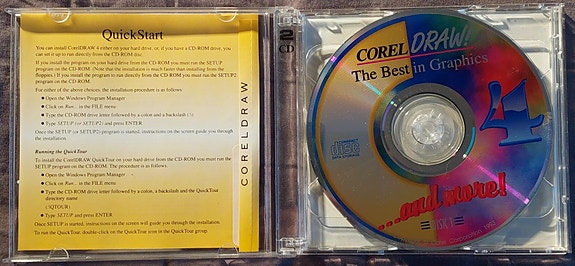 QuickStart
You can install CorelDRAW 4 either on your hard drive, or, if you have a CD-ROM drive, you
can set it up to run directly from the CD-ROM disc.
If you install the program on your hard drive from the CD-ROM you must run the SETUP
program on the CD-ROM. (Note that the installation is much faster than installing from the
floppies.) If you install the program to run directly from the CD-ROM you must run the SETUP2
program on the CD-ROM.
For either of the above choices, the installation procedure is as follows
● Open the Windows Program Manager
● Click on Run... in the FILE menu
● Type the CD-ROM drive letter followed by a colon and a backslash (:\)
● Type SETUP (or SETUP2) and press ENTER
Once the SETUP (or SETUP2) program is started, instructions on the screen guide you through
the installation.
Running the QuickTour
To install the CorelDRAW QuickTour on your hard drive from the CD-ROM you must run the
SETUP program on the CD-ROM. The procedure is as follows.
● Open the Windows Program Manager
● Click on Run... in the FILE menu
● Type the CD-ROM drive letter followed by a colon, a backslash and the QuickTour
directory name
(:\QTOUR)
● Type SETUP and press ENTER
Once SETUP is started, instructions on the screen will guide you through the installation.
To run the QuickTour, double-click on the QuickTour icon in the QuickTour group.
CORELDRAW
2
CD
COREL DRAW!
The Best in Graphics
4
COMPACT
disc
DATA STORAGE
...and more!
DISK 1
Corporation